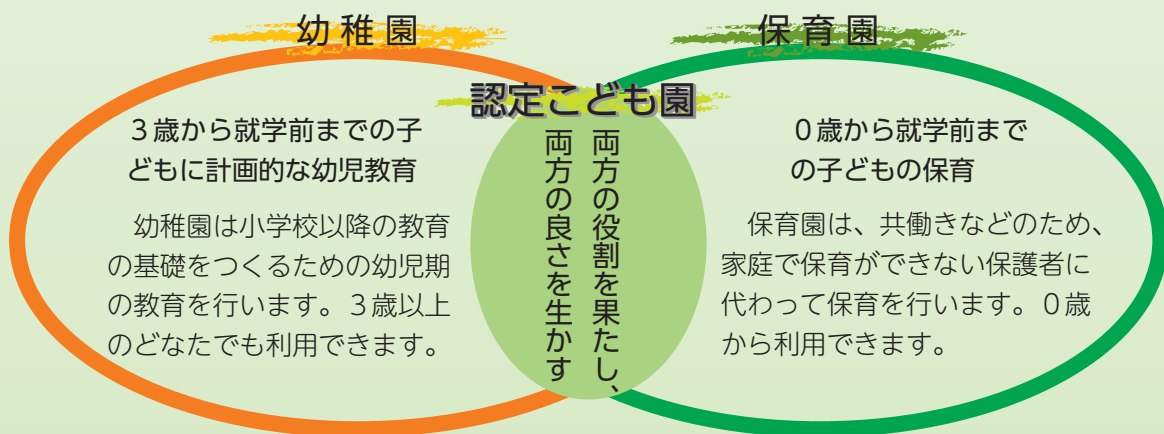 幼稚園
3歳から就学前までの子
どもに計画的な幼児教育
幼稚園は小学校以降の教育
の基礎をつくるための幼児期
の教育を行います。3歳以上
のどなたでも利用できます。
認定こども園
両方の役割を果たし、
両方の良さを生かす
保育園
0歳から就学前まで
の子どもの保育
保育園は、共働きなどのため、
家庭で保育ができない保護者に
代わって保育を行います。0歳
から利用できます。